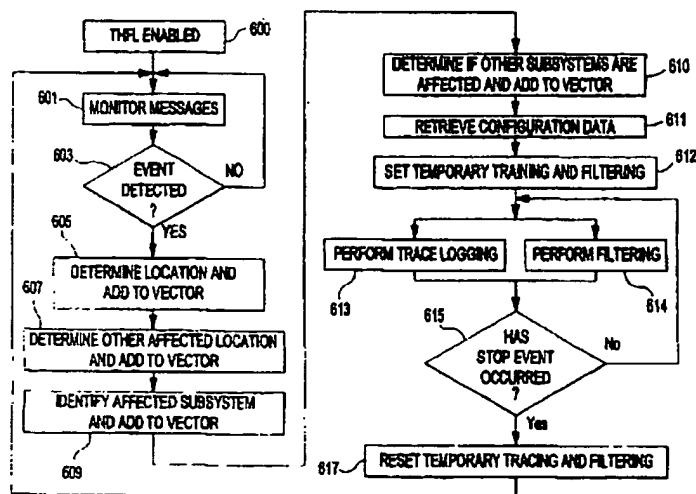 THFL ENABLED
600
601
MONITOR MESSAGES
603
EVENT
DETECTED
?
NO
YES
605
DETERMINE LOCATION AND
ADD TO VECTOR
607
DETERMINE OTHER AFFECTED LOCATION
AND ADD TO VECTOR
IDENTIFY AFFECTED SUBSYSTEM
AND ADD TO VECTOR
609
DETERMINE IF OTHER SUBSYSTEMS ARE
AFFECTED AND ADD TO VECTOR
610
RETRIEVE CONFIGURATION DATA
611
612
SET TEMPORARY TRAINING AND FILTERING
PERFORM TRACE LOGGING
613
PERFORM FILTERING
614
615
HAS
STOP EVENT
OCCURRED
?
No
Yes
617
RESET TEMPORARY TRACING AND FILTERING